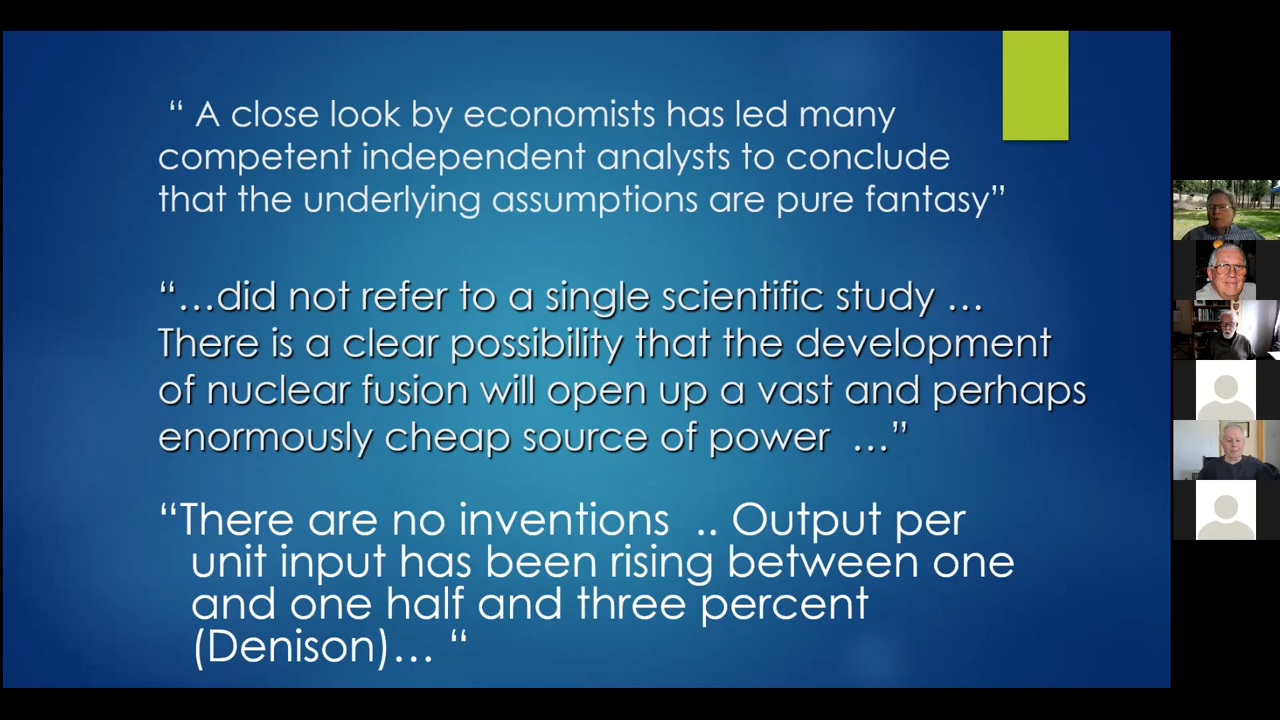 “ A close look by economists has led many
competent independent analysts to conclude
that the underlying assumptions are pure fantasy”
“…did not refer to a single scientific study …
There is a clear possibility that the development
of nuclear fusion will open up a vast and perhaps
enormously cheap source of power …”
“There are no inventions .. Output per
unit input has been rising between one
and one half and three percent
(Denison)… “